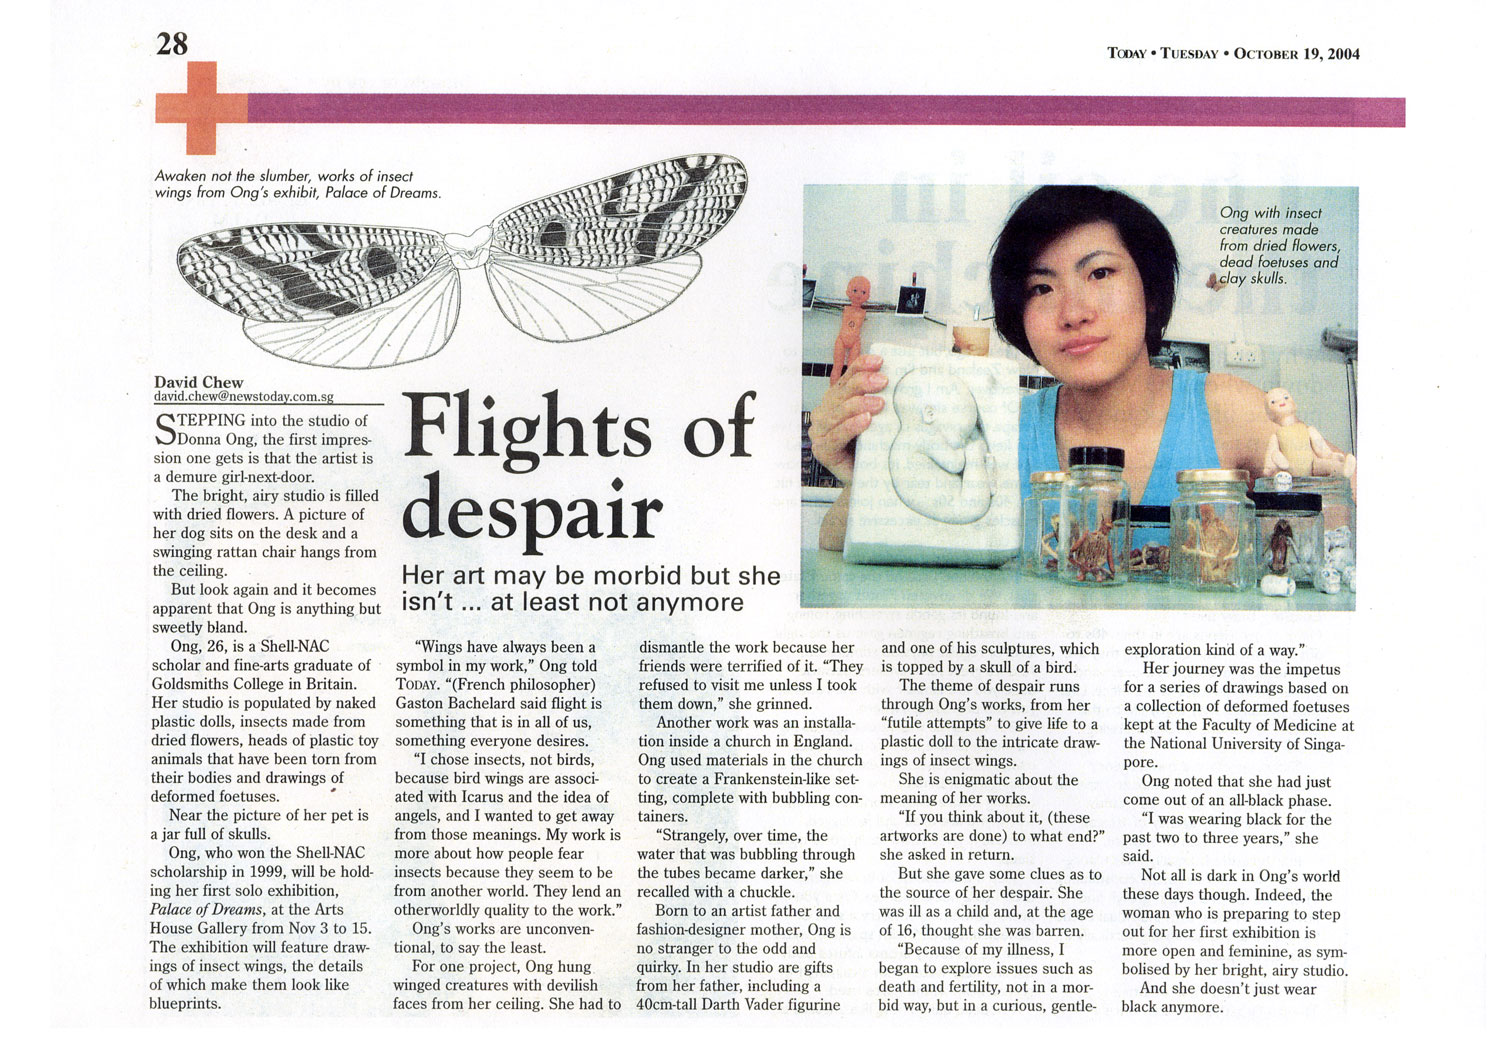 28
TODAY • TUESDAY • OCTOBER 19, 2004
Awaken not the slumber, works of insect
wings from Ong's exhibit, Palace of Dreams.
Ong with insect
creatures made
from dried flowers,
dead foetuses and
clay skulls.
David Chew
david.chew@newstoday.com.sg
Flights of
despair
Her art may be morbid but she
isn't ... at least not anymore
STEPPING into the studio of
Donna Ong, the first impres-
sion one gets is that the artist is
a demure girl-next-door.
The bright, airy studio is filled
with dried flowers. A picture of
her dog sits on the desk and a
swinging rattan chair hangs from
the ceiling.
But look again and it becomes
apparent that Ong is anything but
sweetly bland.
Ong, 26, is a Shell-NAC
scholar and fine-arts graduate of
Goldsmiths College in Britain.
Her studio is populated by naked
plastic dolls, insects made from
dried flowers, heads of plastic toy
animals that have been torn from
their bodies and drawings of
deformed foetuses.
Near the picture of her pet is
a jar full of skulls.
Ong, who won the Shell-NAC
scholarship in 1999, will be hold-
ing her first solo exhibition,
Palace of Dreams, at the Arts
House Gallery from Nov 3 to 15.
The exhibition will feature draw-
ings of insect wings, the details
of which make them look like
blueprints.
"Wings have always been a
symbol in my work," Ong told
TODAY. "(French philosopher)
Gaston Bachelard said flight is
something that is in all of us,
something everyone desires.
"I chose insects, not birds,
because bird wings are associ-
ated with Icarus and the idea of
angels, and I wanted to get away
from those meanings. My work is
more about how people fear
insects because they seem to be
from another world. They lend an
otherworldly quality to the work."
Ong's works are unconven-
tional, to say the least.
For one project, Ong hung
winged creatures with devilish
faces from her ceiling. She had to
dismantle the work because her
friends were terrified of it. "They
refused to visit me unless I took
them down," she grinned.
Another work was an installa-
tion inside a church in England.
Ong used materials in the church
to create a Frankenstein-like set-
ting, complete with bubbling con-
tainers.
"Strangely, over time, the
water that was bubbling through
the tubes became darker," she
recalled with a chuckle.
Born to an artist father and
fashion-designer mother, Ong is
no stranger to the odd and
quirky. In her studio are gifts
from her father, including a
40cm-tall Darth Vader figurine
and one of his sculptures, which
is topped by a skull of a bird.
The theme of despair runs
through Ong's works, from her
"futile attempts" to give life to a
plastic doll to the intricate draw-
ings of insect wings.
She is enigmatic about the
meaning of her works.
"If you think about it, (these
artworks are done) to what end?"
she asked in return.
But she gave some clues as to
the source of her despair. She
was ill as a child and, at the age
of 16, thought she was barren.
"Because of my illness, I
began to explore issues such as
death and fertility, not in a mor-
bid way, but in a curious, gentle-
exploration kind of a way."
Her journey was the impetus
for a series of drawings based on
a collection of deformed foetuses
kept at the Faculty of Medicine at
the National University of Singa-
pore.
Ong noted that she had just
come out of an all-black phase.
"I was wearing black for the
past two to three years," she
said.
Not all is dark in Ong's world
these days though. Indeed, the
woman who is preparing to step
out for her first exhibition is
more open and feminine, as sym-
bolised by her bright, airy studio.
And she doesn't just wear
black anymore.